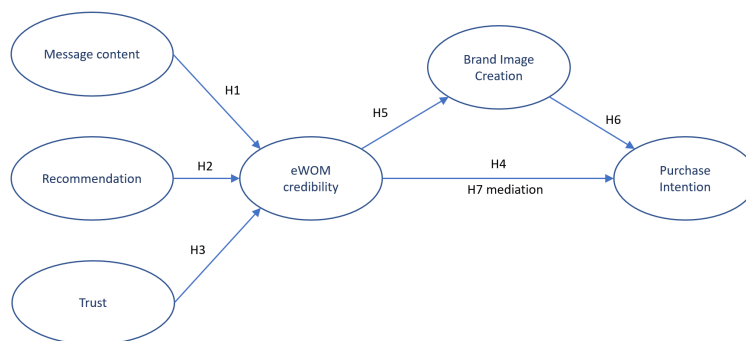 Message content
H1
Recommendation
H2
Trust
H3
eWOM
credibility
H5
Brand Image
Creation
H6
H4
H7 mediation
Purchase
Intention